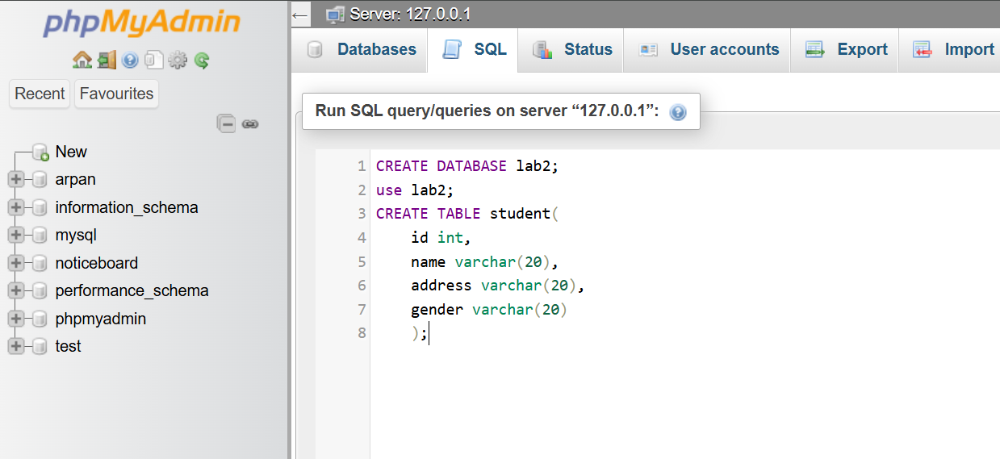 phpMyAdmin
Recent Favourites
New
arpan
information_schema
mysql
noticeboard
performance_schema
phpmyadmin
test
Server: 127.0.0.1
Databases SQL Status User accounts Export Import
Run SQL query/queries on server “127.0.0.1”:
1 CREATE DATABASE lab2;
2 use lab2;
3 CREATE TABLE student(
4     id int,
5     name varchar(20),
6     address varchar(20),
7     gender varchar(20)
8     );